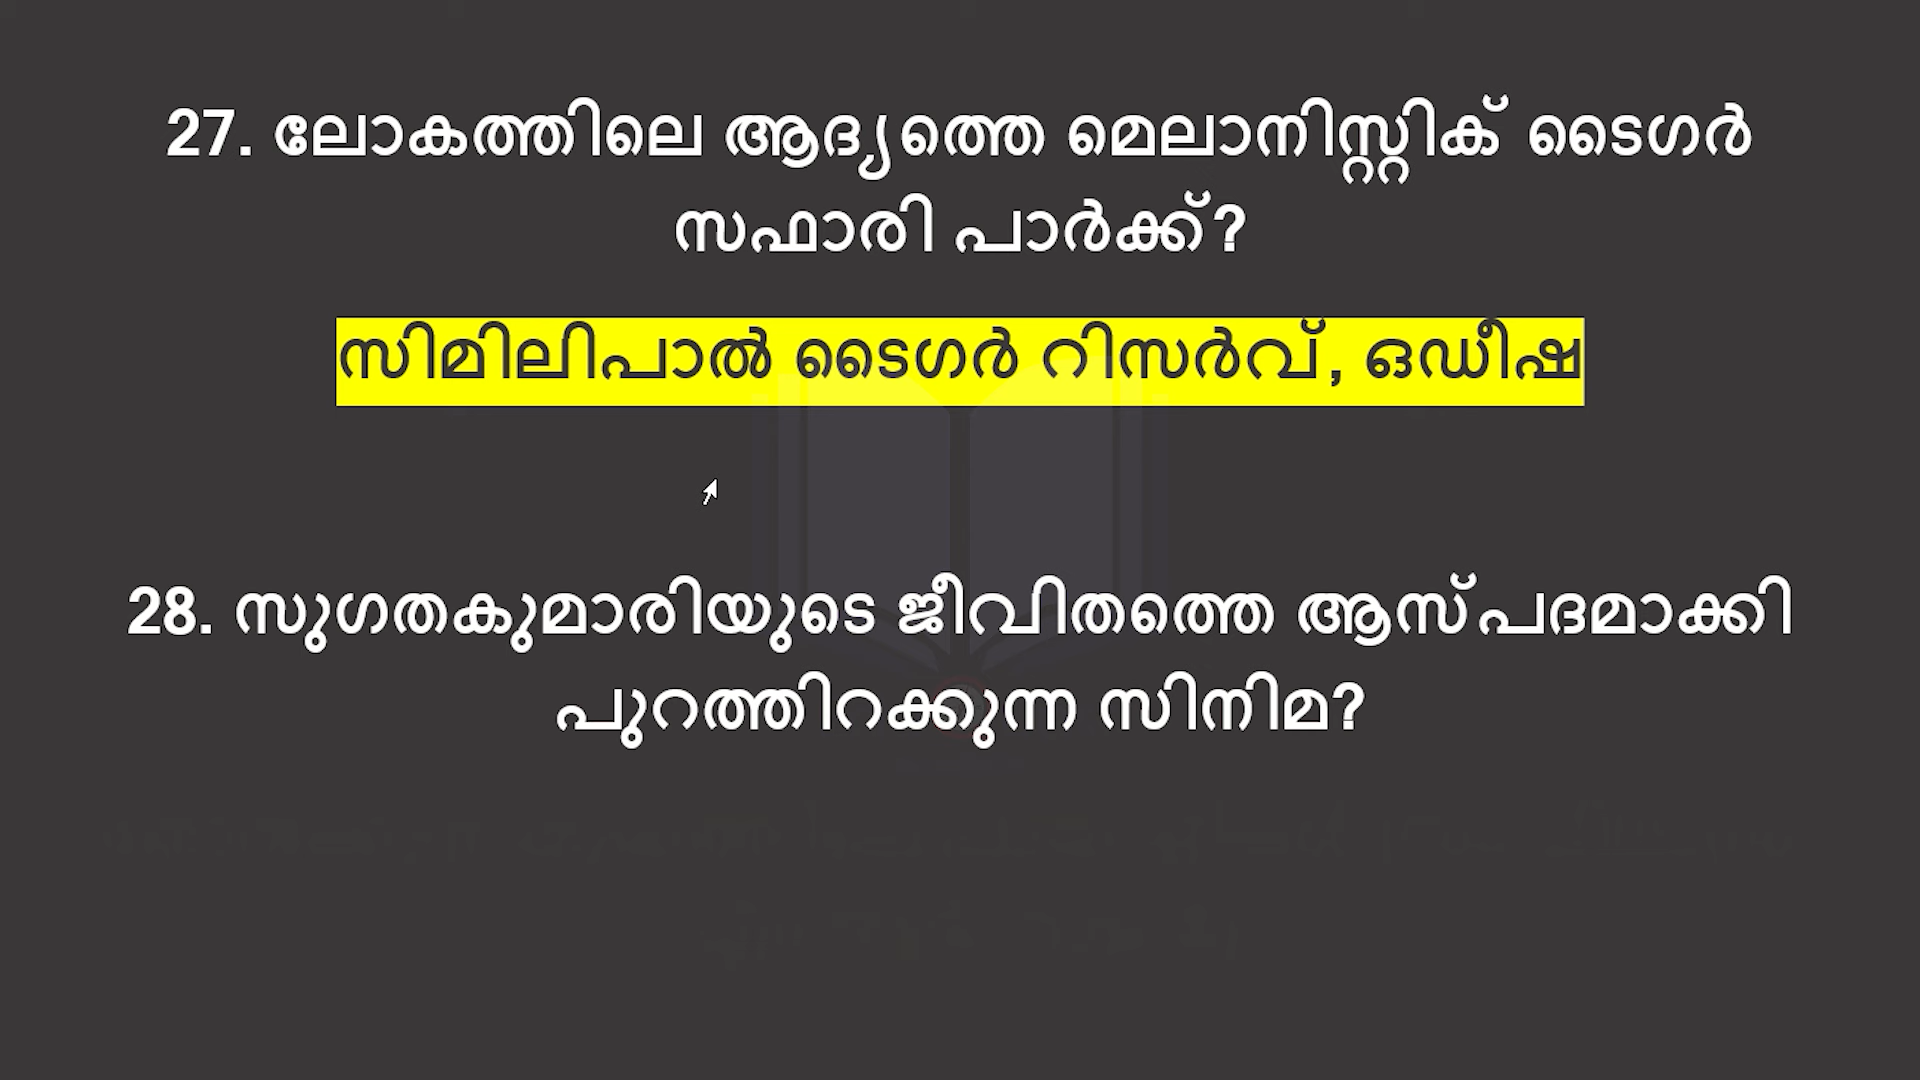 27. ലോകത്തിലെ ആദ്യത്തെ മെലാനിസ്റ്റിക് ടൈഗർ
സഫാരി പാർക്ക്?
സിമിലിപാൽ ടൈഗർ റിസർവ്, ഒഡീഷ
28. സുഗതകുമാരിയുടെ ജീവിതത്തെ ആസ്പദമാക്കി
പുറത്തിറക്കുന്ന സിനിമ?